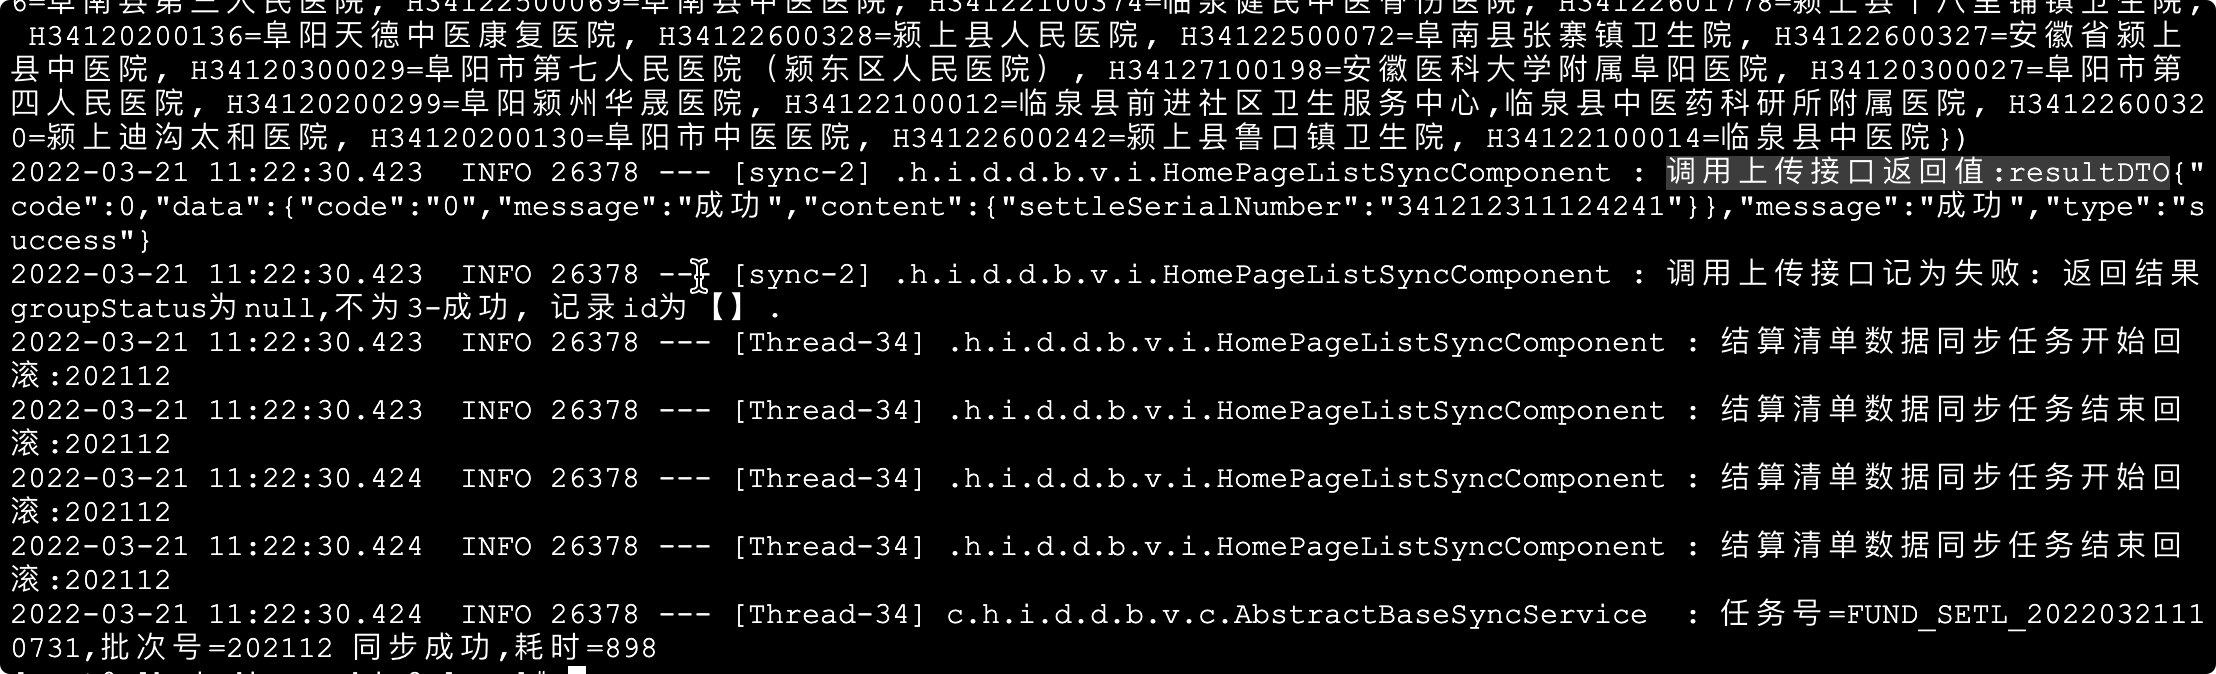 6=阜南县第三人民医院, H34122500069=阜南县中医医院, H34122100374=临泉健民中医骨伤医院, H34122601778=颍上县十八里铺镇卫生院,
H34120200136=阜阳天德中医康复医院, H34122600328=颍上县人民医院, H34122500072=阜南县张寨镇卫生院, H34122600327=安徽省颍上
县中医院, H34120300029=阜阳市第七人民医院（颍东区人民医院）, H34127100198=安徽医科大学附属阜阳医院, H34120300027=阜阳市第
四人民医院, H34120200299=阜阳颍州华晟医院, H34122100012=临泉县前进社区卫生服务中心,临泉县中医药科研所附属医院, H3412260032
0=颍上迪沟太和医院, H34120200130=阜阳市中医医院, H34122600242=颍上县鲁口镇卫生院, H34122100014=临泉县中医院})
2022-03-21 11:22:30.423  INFO 26378 --- [sync-2] .h.i.d.d.b.v.i.HomePageListSyncComponent : 调用上传接口返回值:resultDTO{"
code":0,"data":{"code":"0","message":"成功","content":{"settleSerialNumber":"341212311124241"}},"message":"成功","type":"s
uccess"}
2022-03-21 11:22:30.423  INFO 26378 --- [sync-2] .h.i.d.d.b.v.i.HomePageListSyncComponent : 调用上传接口记为失败: 返回结果
groupStatus为null,不为3-成功, 记录id为【】.
2022-03-21 11:22:30.423  INFO 26378 --- [Thread-34] .h.i.d.d.b.v.i.HomePageListSyncComponent : 结算清单数据同步任务开始回
滚:202112
2022-03-21 11:22:30.423  INFO 26378 --- [Thread-34] .h.i.d.d.b.v.i.HomePageListSyncComponent : 结算清单数据同步任务结束回
滚:202112
2022-03-21 11:22:30.424  INFO 26378 --- [Thread-34] .h.i.d.d.b.v.i.HomePageListSyncComponent : 结算清单数据同步任务开始回
滚:202112
2022-03-21 11:22:30.424  INFO 26378 --- [Thread-34] .h.i.d.d.b.v.i.HomePageListSyncComponent : 结算清单数据同步任务结束回
滚:202112
2022-03-21 11:22:30.424  INFO 26378 --- [Thread-34] c.h.i.d.d.b.v.c.AbstractBaseSyncService  : 任务号=FUND_SETL_2022032111
0731,批次号=202112 同步成功,耗时=898